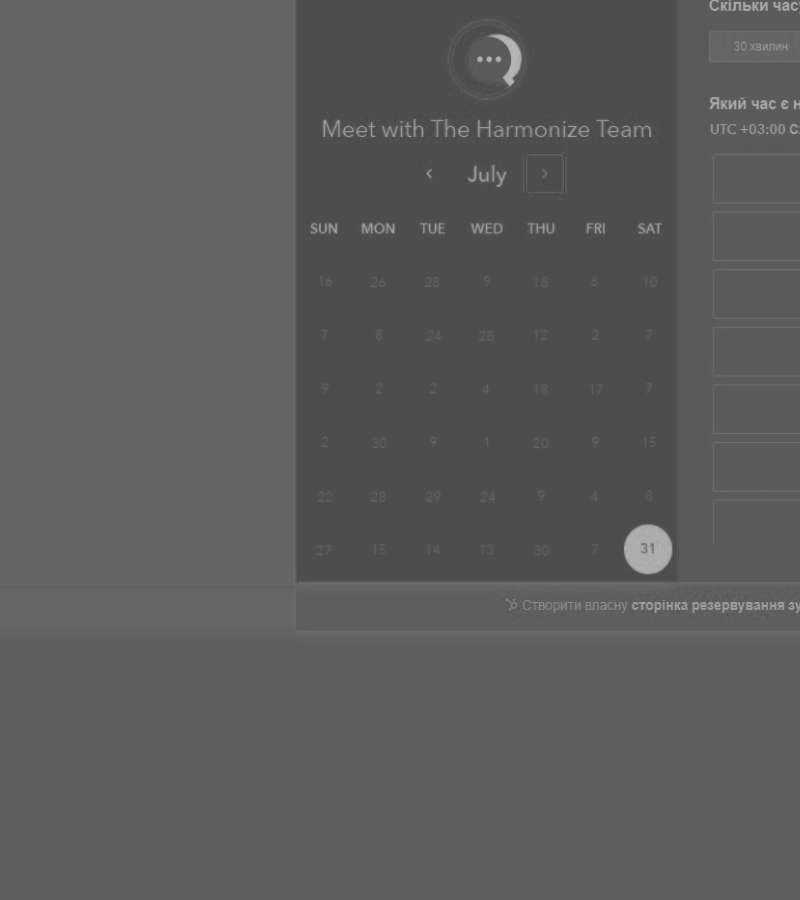 Скільки час
30 хвилин
Meet with The Harmonize Team
Який час є н
July
UTC +03:00 С
SUN MON TUE WED THU FRI SAT
16 26 28 9 18 6 10
7 8 24 28 12 2 7
9 2 2 4 18 17 7
2 30 9 1 20 9 15
22 28 29 24 9 4 8
27 15 14 13 30 7 31
Створити власну сторінка резервування зу